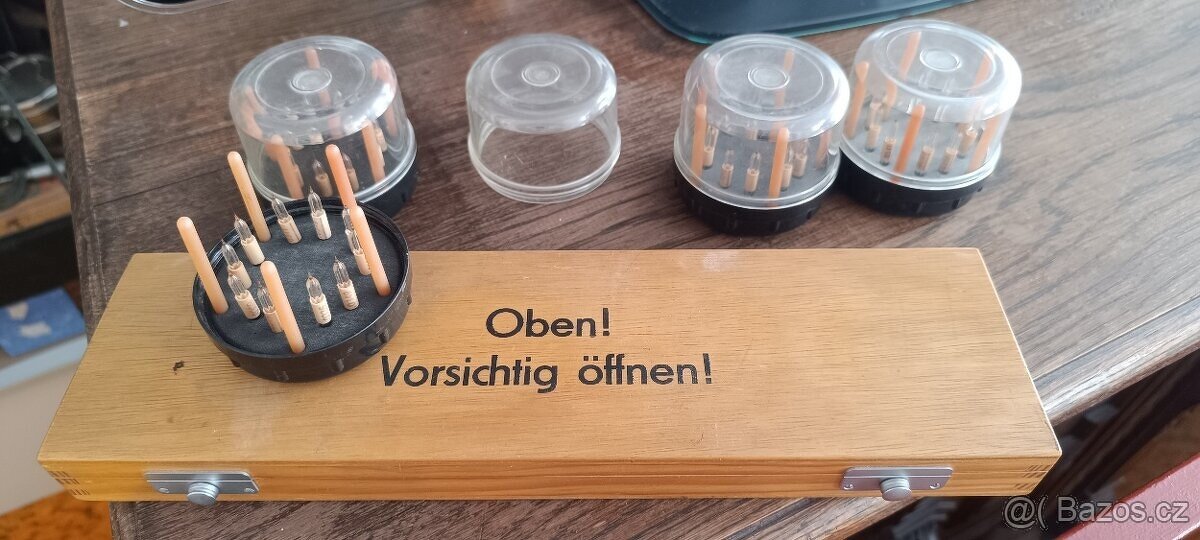 Oben!
Vorsichtig öffnen!
@( Bazos.cz